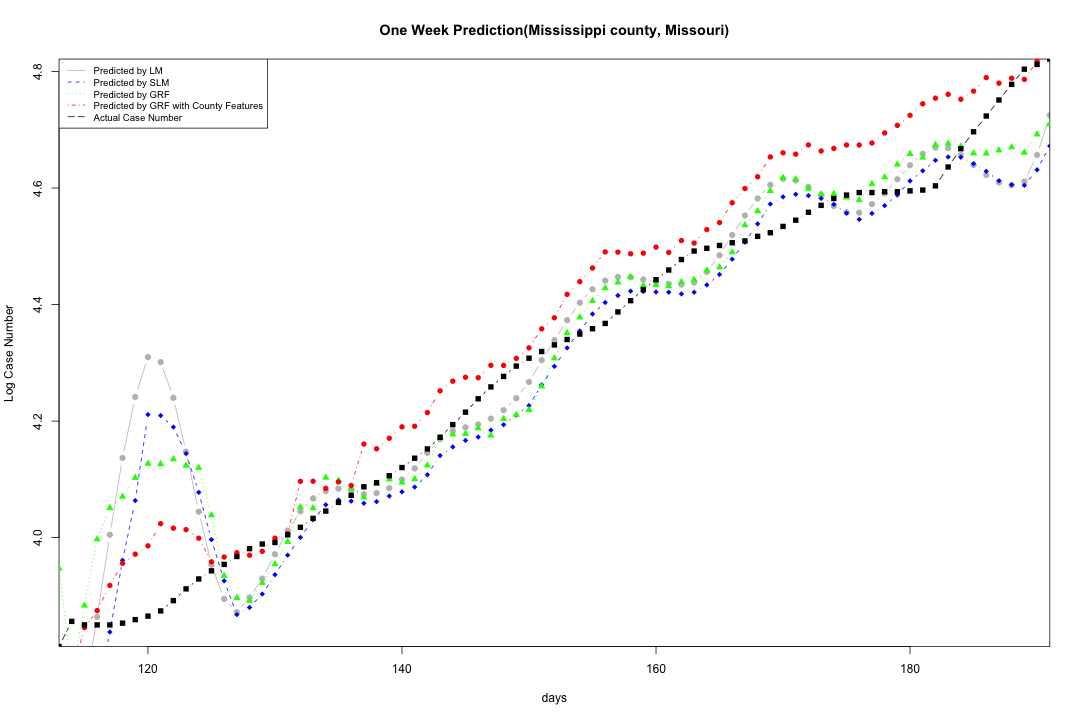 One Week Prediction(Mississippi county, Missouri)
Predicted by LM
Predicted by SLM
Predicted by GRF
Predicted by GRF with County Features
Actual Case Number
4.8
4.6
4.4
4.2
4.0
Log Case Number
120
140
160
180
days